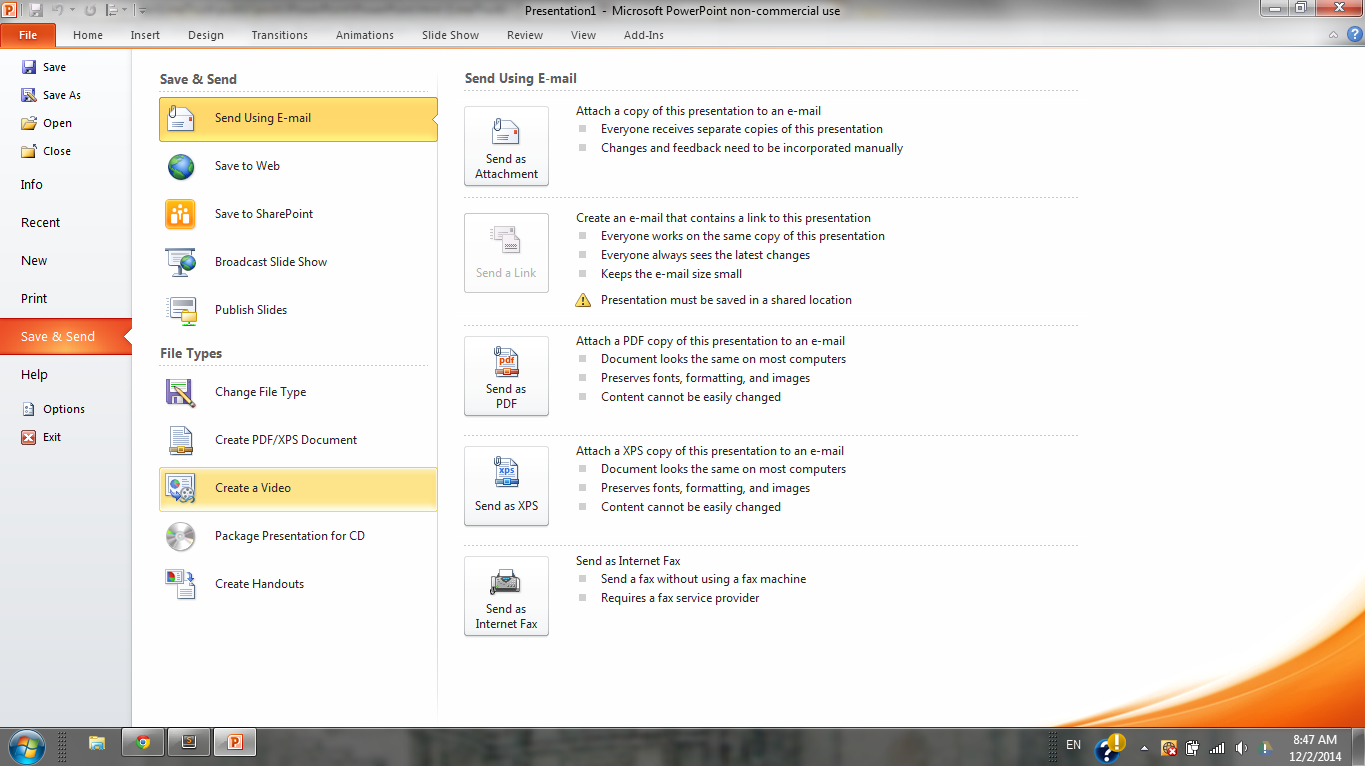 Presentation1 - Microsoft PowerPoint non-commercial use
File Home Insert Design Transitions Animations Slide Show Review View Add-Ins
Save
Save As
Open
Close
Info
Recent
New
Print
Save & Send
Help
Options
Exit
Save & Send
Send Using E-mail
Save to Web
Save to SharePoint
Broadcast Slide Show
Publish Slides
File Types
Change File Type
Create PDF/XPS Document
Create a Video
Package Presentation for CD
Create Handouts
Send Using E-mail
Send as
Attachment
Attach a copy of this presentation to an e-mail
Everyone receives separate copies of this presentation
Changes and feedback need to be incorporated manually
Send a Link
Create an e-mail that contains a link to this presentation
Everyone works on the same copy of this presentation
Everyone always sees the latest changes
Keeps the e-mail size small
Presentation must be saved in a shared location
pdf
Send as
PDF
Attach a PDF copy of this presentation to an e-mail
Document looks the same on most computers
Preserves fonts, formatting, and images
Content cannot be easily changed
xps
Send as XPS
Attach a XPS copy of this presentation to an e-mail
Document looks the same on most computers
Preserves fonts, formatting, and images
Content cannot be easily changed
Send as
Internet Fax
Send as Internet Fax
Send a fax without using a fax machine
Requires a fax service provider
EN
8:47 AM
12/2/2014